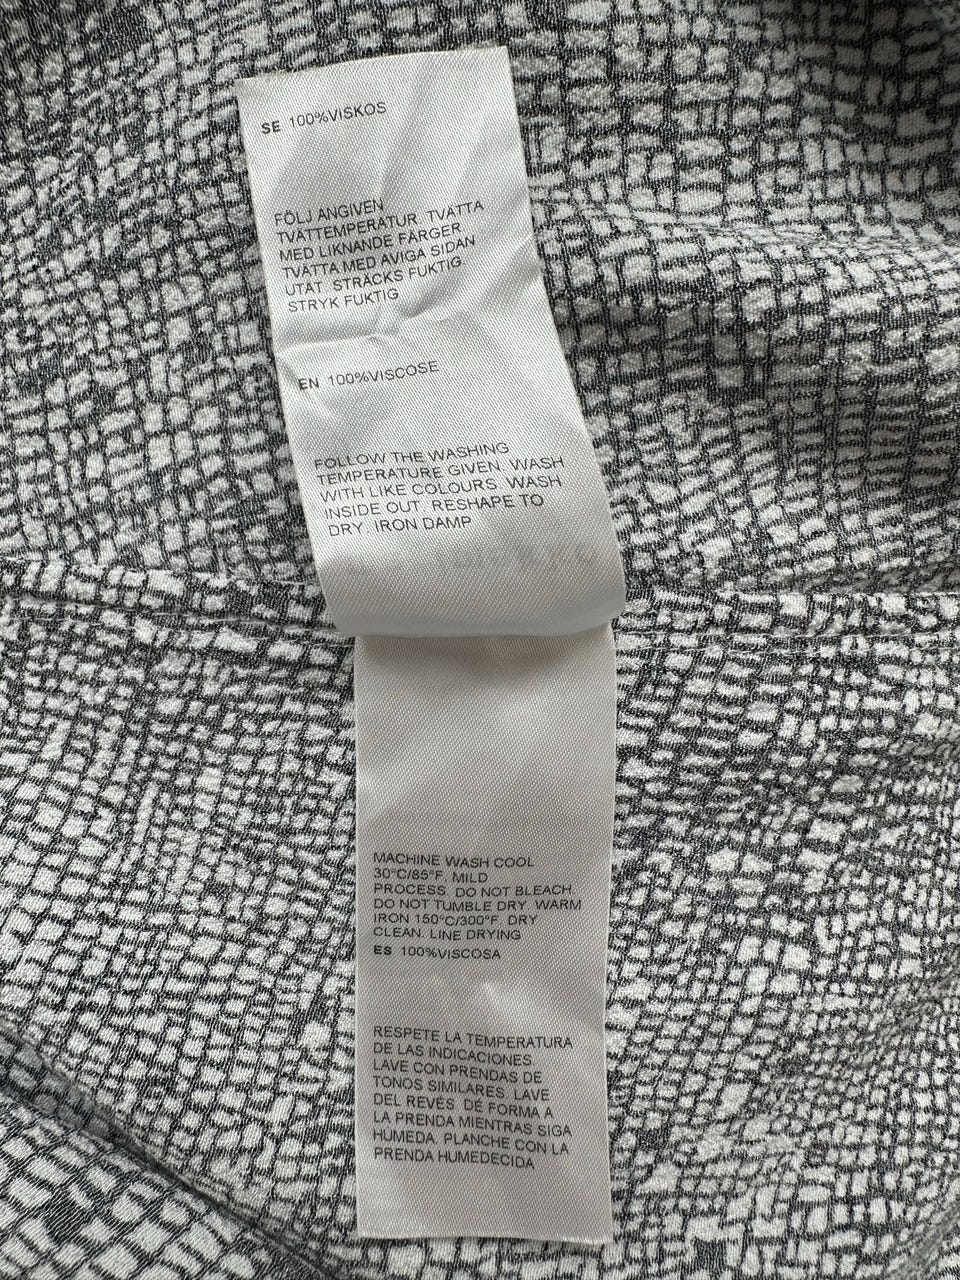 SE 100%VISKOS
FÖLJ ANGIVEN
TVÄTTEMPERATUR. TVÄTTA
MED LIKNANDE FÄRGER.
TVÄTTA MED AVIGA SIDAN
UTÅT. STRÄCKS FUKTIG.
STRYK FUKTIG
EN 100%VISCOSE
FOLLOW THE WASHING
TEMPERATURE GIVEN. WASH
WITH LIKE COLOURS. WASH
INSIDE OUT. RESHAPE TO
DRY. IRON DAMP
MACHINE WASH COOL
30°C/85°F. MILD
PROCESS. DO NOT BLEACH.
DO NOT TUMBLE DRY. WARM
IRON 150°C/300°F. DRY
CLEAN. LINE DRYING
ES 100%VISCOSA
RESPETE LA TEMPERATURA
DE LAS INDICACIONES.
LAVE CON PRENDAS DE
TONOS SIMILARES. LAVE
DEL REVÉS. DÉ FORMA A
LA PRENDA MIENTRAS SIGA
HÚMEDA. PLANCHE CON LA
PRENDA HUMEDECIDA